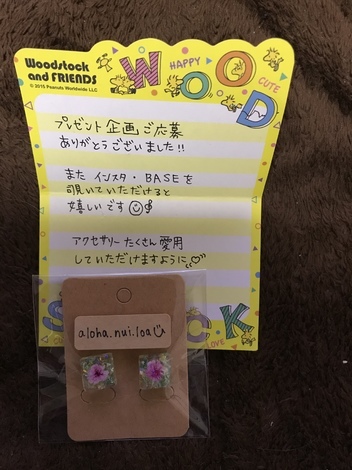 Woodstock
and FRIENDS
© 2015 Peanuts Worldwide LLC
HAPPY
WOOD
CUTE
プレゼント企画ご応募
ありがとうございました!!
また インスタ・BASEを
覗いていただけると
嬉しいです
アクセサリーたくさん愛用
していただけますように♡
CK
LOVE
aloha.nui.loa